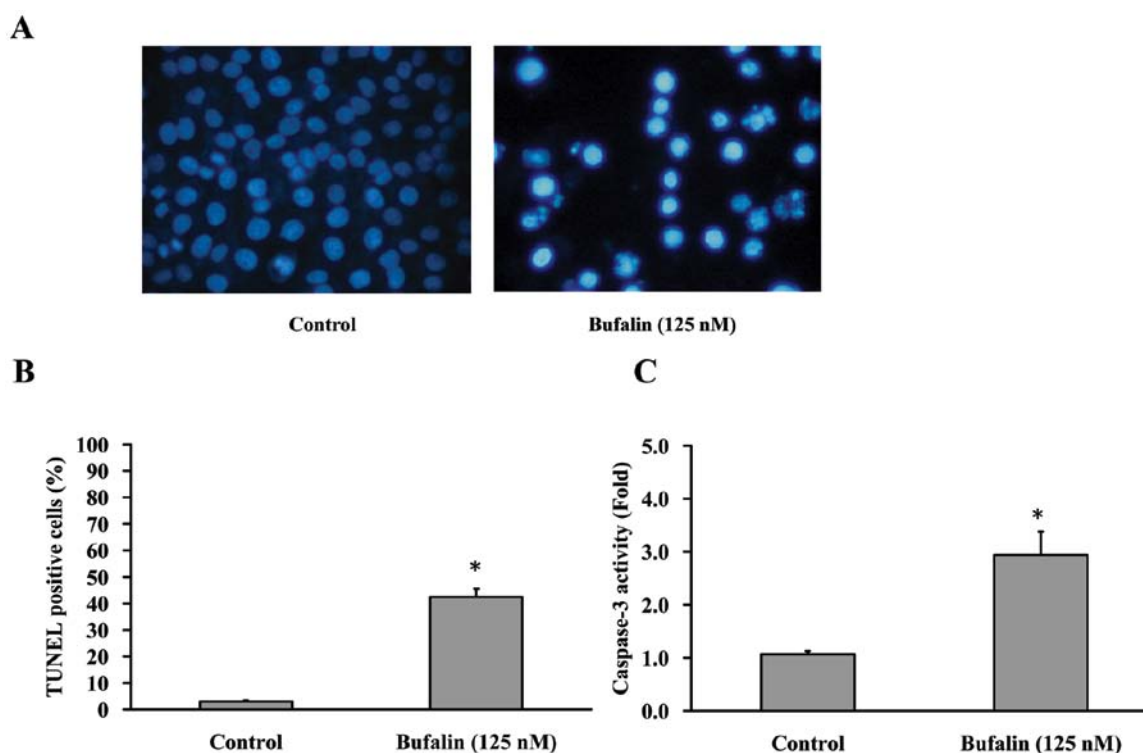 A
Control
Bufalin (125 nM)
B
TUNEL positive cells (%)
100
90
80
70
60
50
40
30
20
10
0
*
Control
Bufalin (125 nM)
C
Caspase-3 activity (Fold)
5.0
4.0
3.0
2.0
1.0
0.0
*
Control
Bufalin (125 nM)